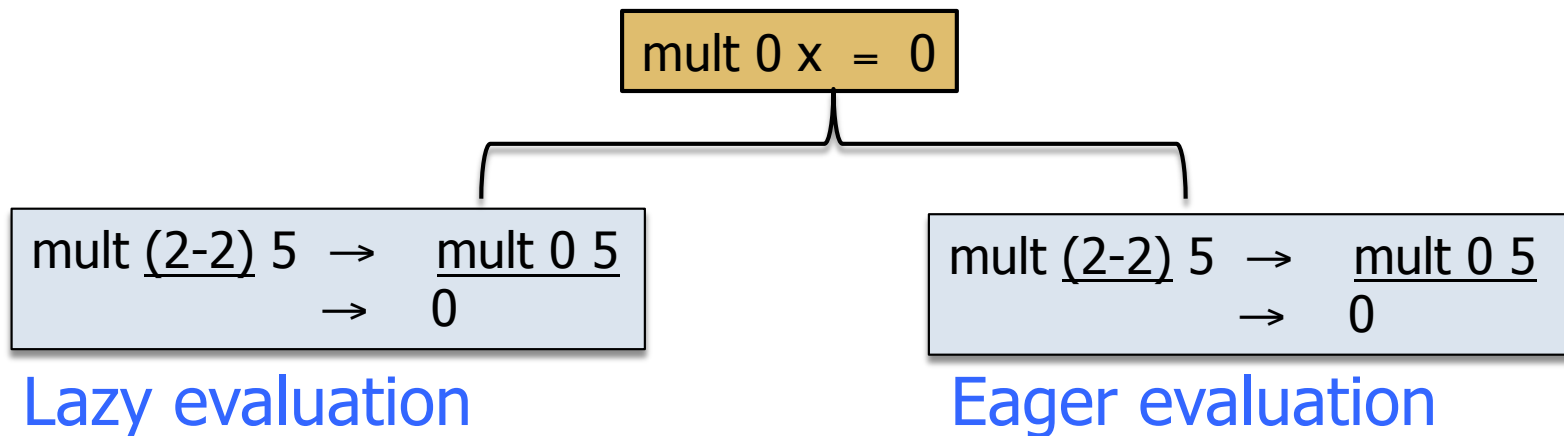 mult 0 x = 0
mult (2-2) 5 → mult 0 5
→ 0
Lazy evaluation
mult (2-2) 5 → mult 0 5
→ 0
Eager evaluation